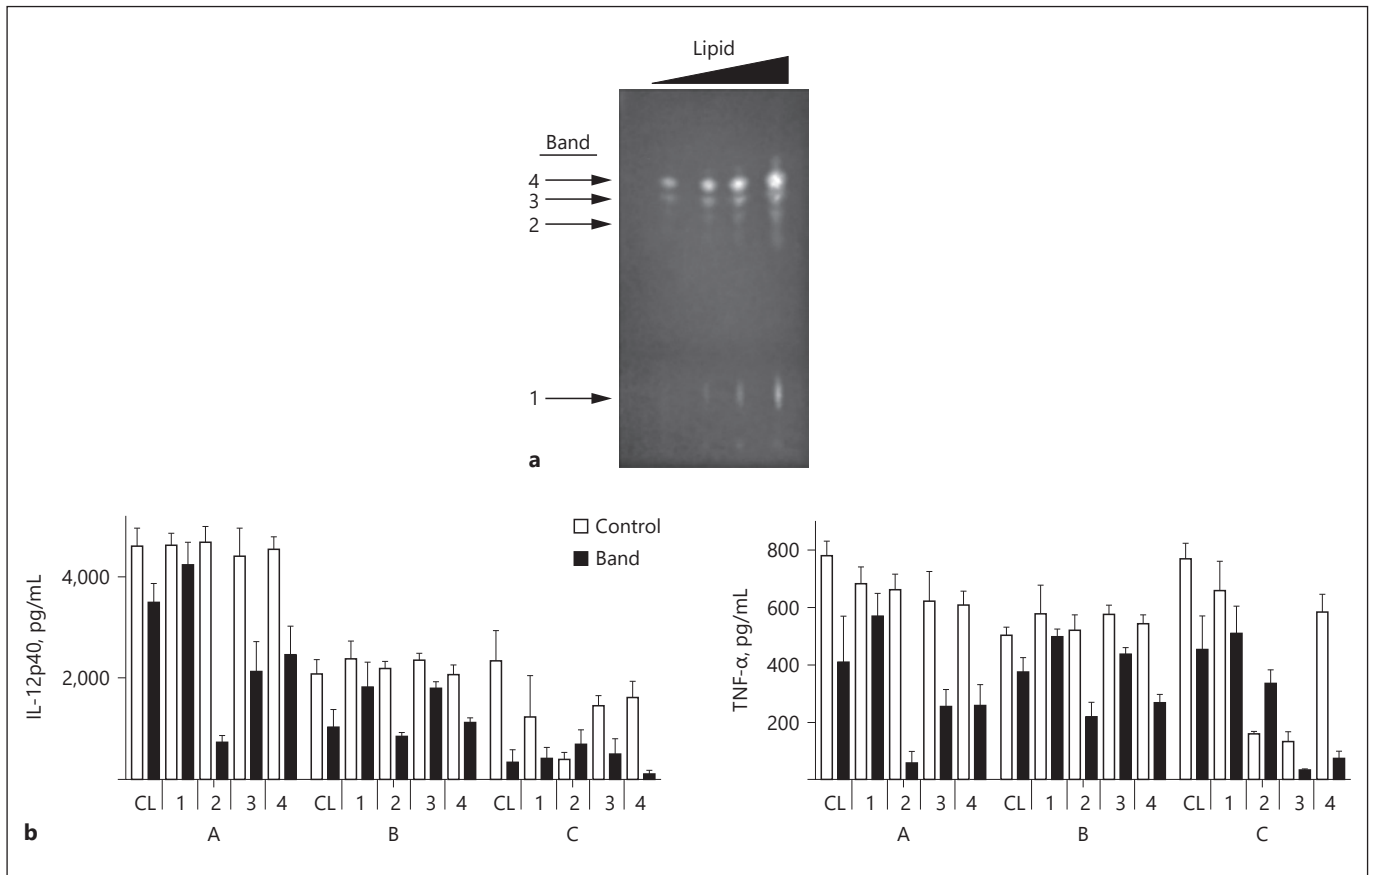 Lipid
Band
4
3
2
1
a
Control
Band
IL-12p40, pg/mL
4,000
2,000
CL 1 2 3 4 CL 1 2 3 4 CL 1 2 3 4
A B C
TNF-α, pg/mL
800
600
400
200
CL 1 2 3 4 CL 1 2 3 4 CL 1 2 3 4
A B C
b